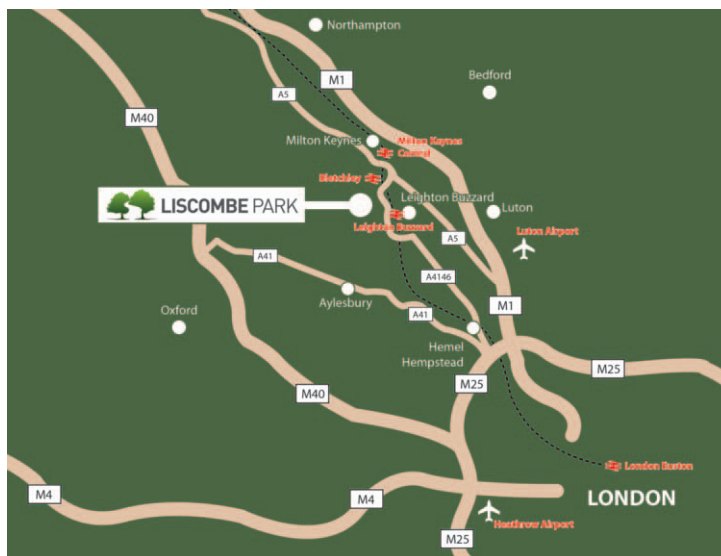 Northampton
M1
Bedford
A5
M40
Milton Keynes
Milton Keynes
Central
Bletchley
LISCOMBE PARK
Leighton Buzzard
Luton
Leighton Buzzard
A5
Luton Airport
A41
A4146
Aylesbury
M1
Oxford
A41
Hemel
Hempstead
M25
M25
M40
London Euston
M4
M4
LONDON
Heathrow Airport
M25